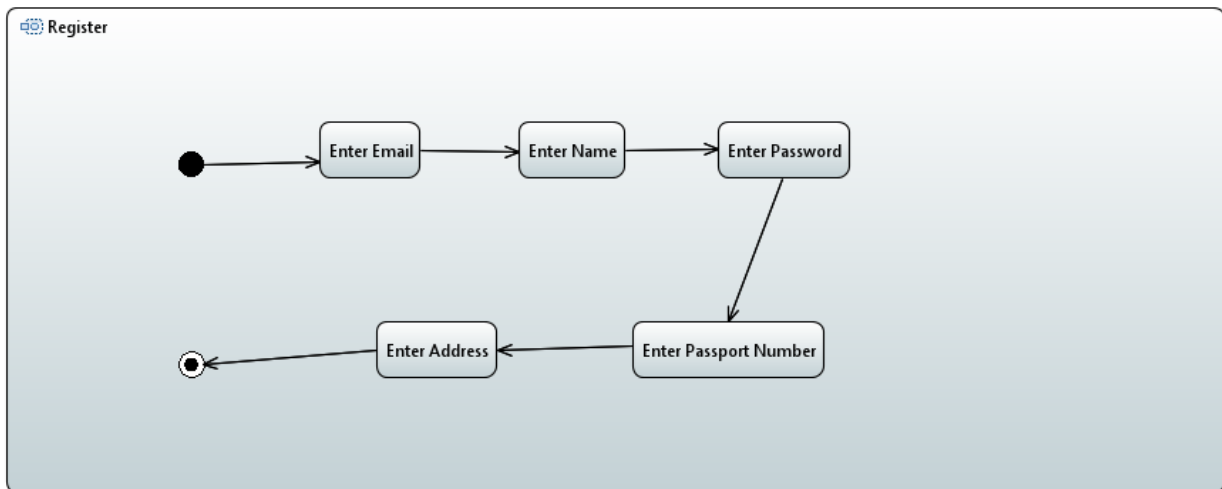 Register
Enter Email
Enter Name
Enter Password
Enter Address
Enter Passport Number